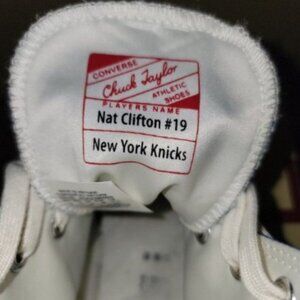 CONVERSE
Chuck Taylor
ATHLETIC
SHOES
PLAYERS NAME
Nat Clifton #19
New York Knicks